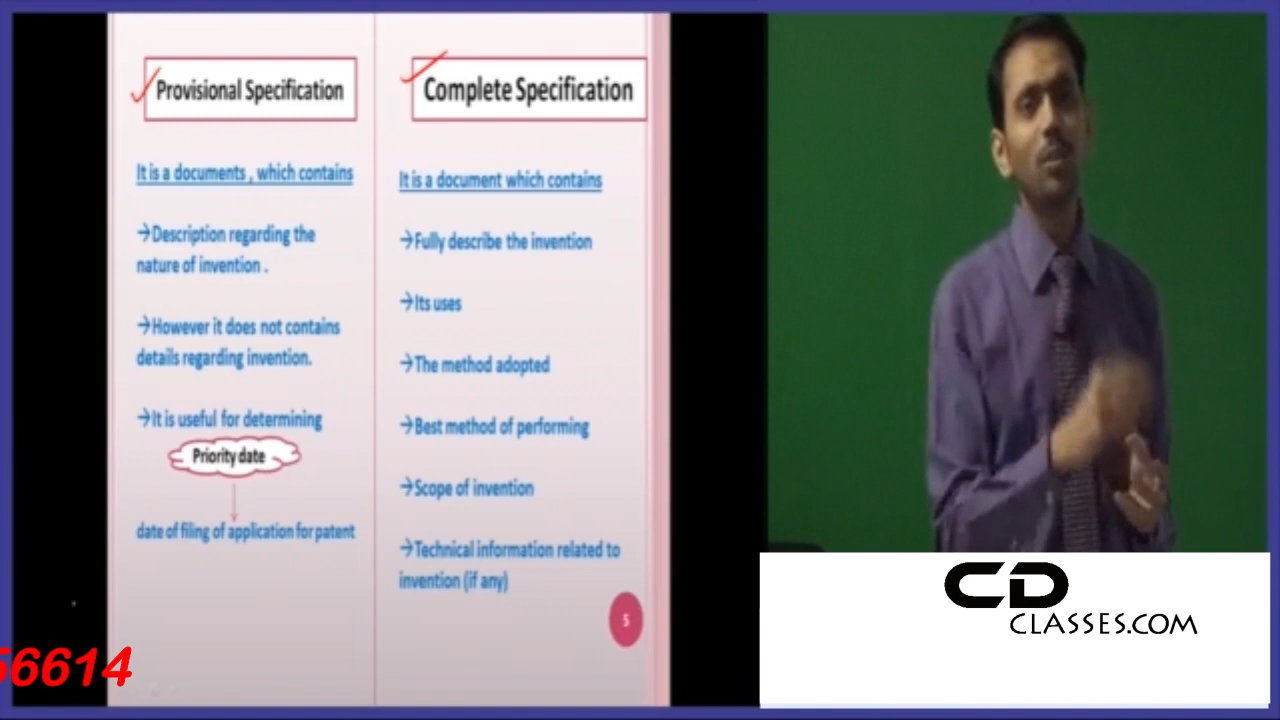 Provisional Specification
It is a documents , which contains
→Description regarding the
nature of invention .
→However it does not contains
details regarding invention.
→It is useful for determining
Priority date
date of filing of application for patent
Complete Specification
It is a document which contains
→Fully describe the invention
→Its uses
→The method adopted
→Best method of performing
→Scope of invention
→Technical information related to
invention (if any)
5
56614
CD
CLASSES.COM